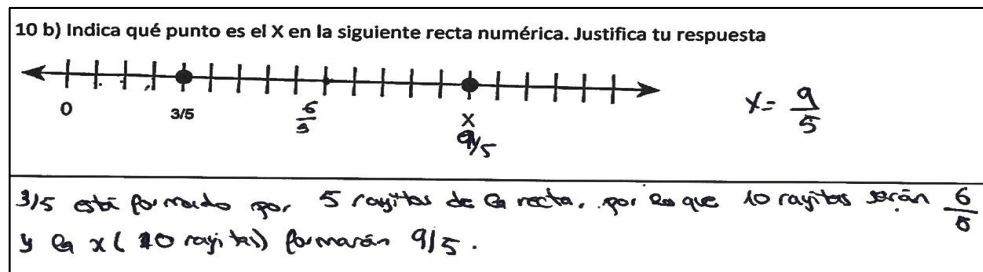 10 b) Indica qué punto es el X en la siguiente recta numérica. Justifica tu respuesta
0 3/5 6/5 X
9/5
X= 9/5
3/5 está formado por 5 rayitas de la recta, por lo que 10 rayitas serán 6/5
y la x (10 rayitas) formarán 9/5.